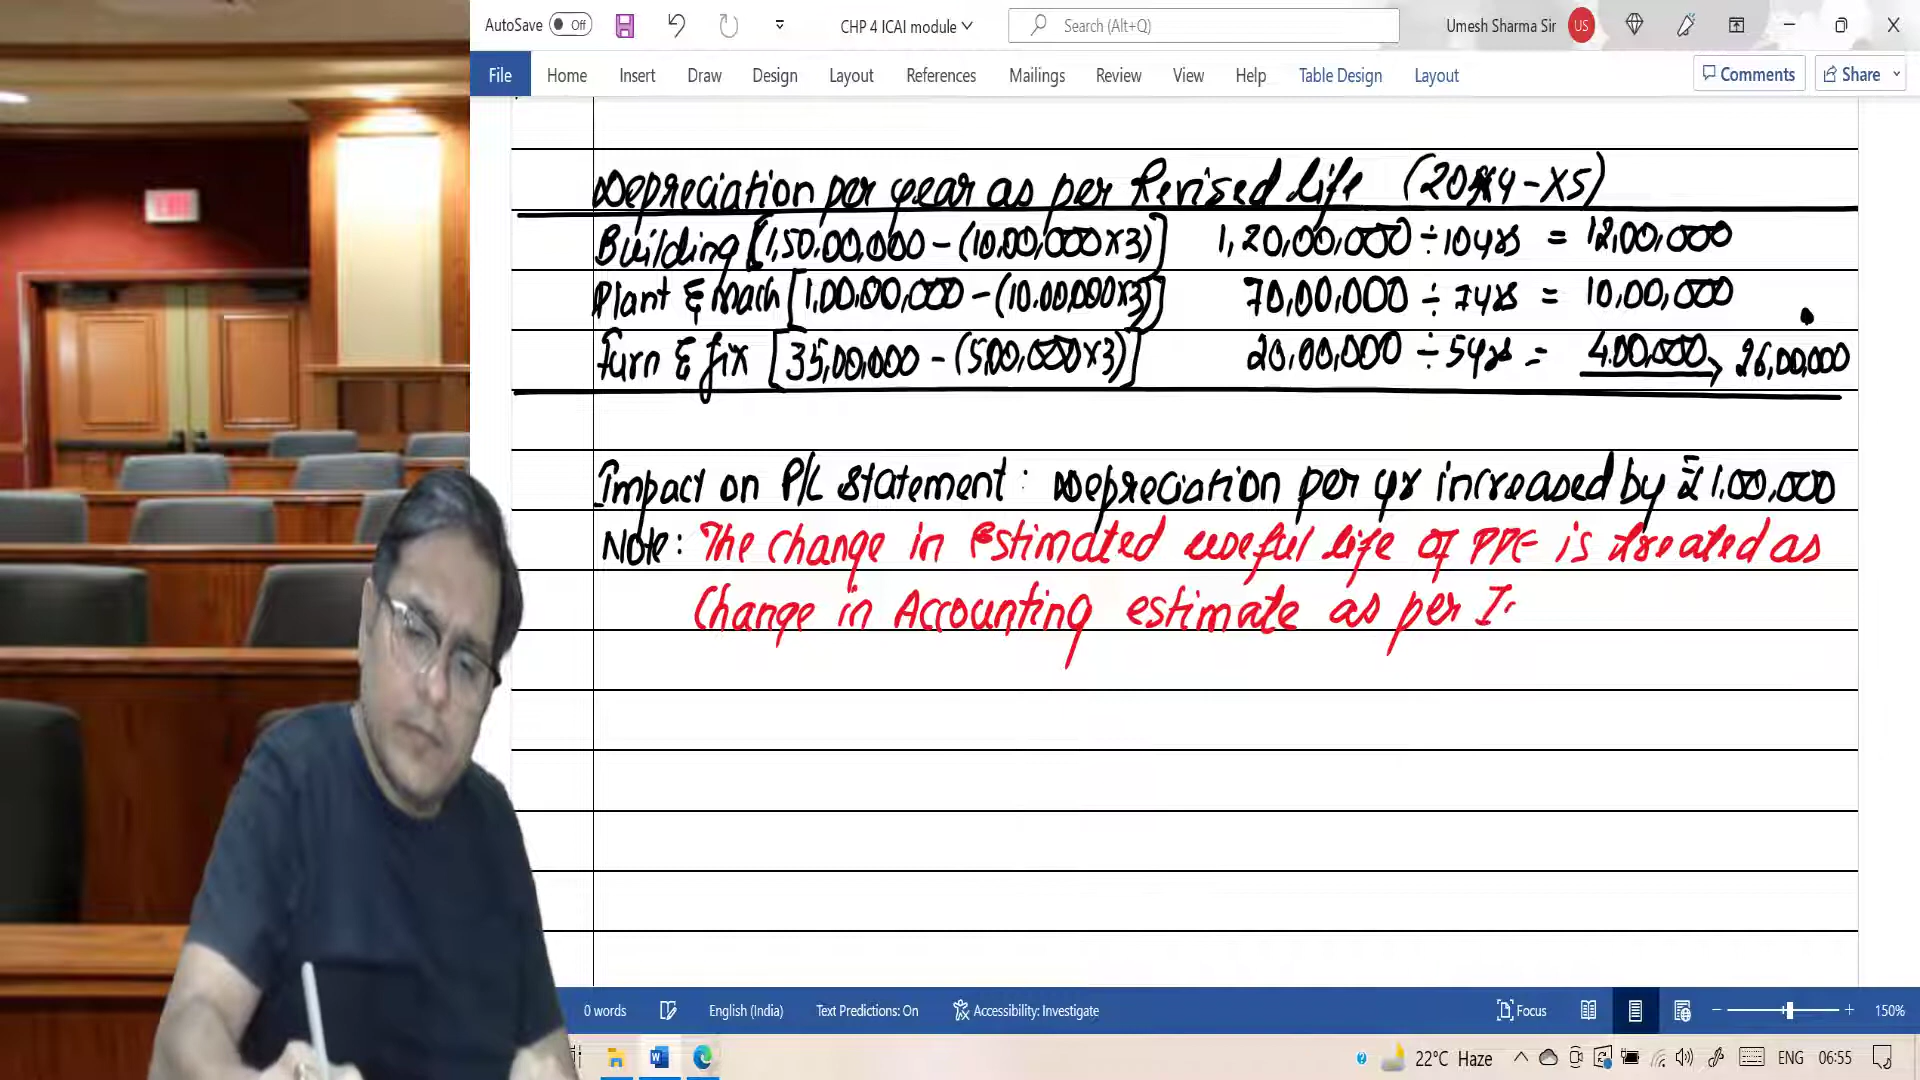 AutoSave Off CHP 4 ICAI module Search (Alt+Q) Umesh Sharma Sir US
File Home Insert Draw Design Layout References Mailings Review View Help Table Design Layout Comments Share
Depreciation per year as per Revised life (20X4-X5)
Building [1,50,00,000 - (10,00,000x3)] 1,20,00,000 ÷ 10yrs = 12,00,000
Plant & Mach [1,00,00,000 - (10,00,000x3)] 70,00,000 ÷ 7yrs = 10,00,000
Furn & fix [35,00,000 - (5,00,000x3)] 20,00,000 ÷ 5yrs = 4,00,000 → 26,00,000
Impact on P/L statement : Depreciation per yr increased by ₹ 1,00,000
Note : The change in Estimated useful life of PPE is treated as
Change in Accounting estimate as per I
0 words English (India) Text Predictions: On Accessibility: Investigate Focus 150%
22°C Haze ENG 06:55